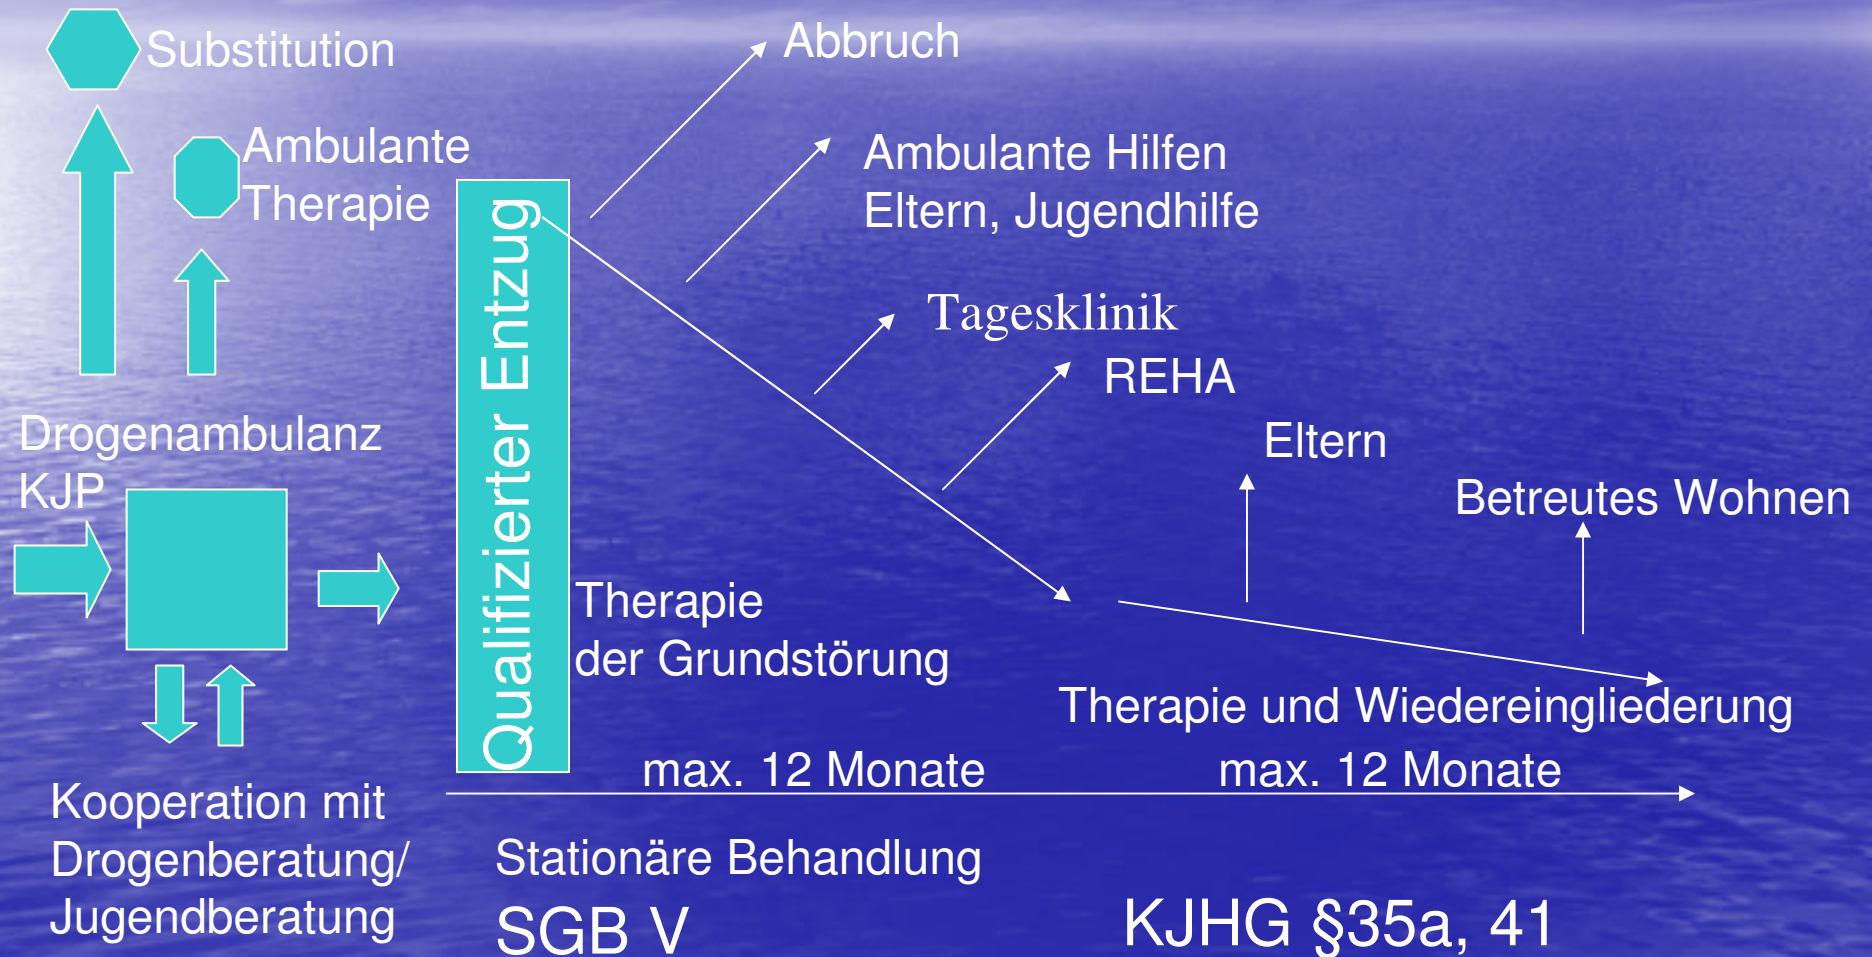 Substitution
Abbruch
Ambulante
Therapie
Ambulante Hilfen
Eltern, Jugendhilfe
Qualifizierter Entzug
Tagesklinik
REHA
Drogenambulanz
KJP
Eltern
Betreutes Wohnen
Therapie
der Grundstörung
Therapie und Wiedereingliederung
max. 12 Monate
max. 12 Monate
Kooperation mit
Drogenberatung/
Jugendberatung
Stationäre Behandlung
SGB V
KJHG §35a, 41